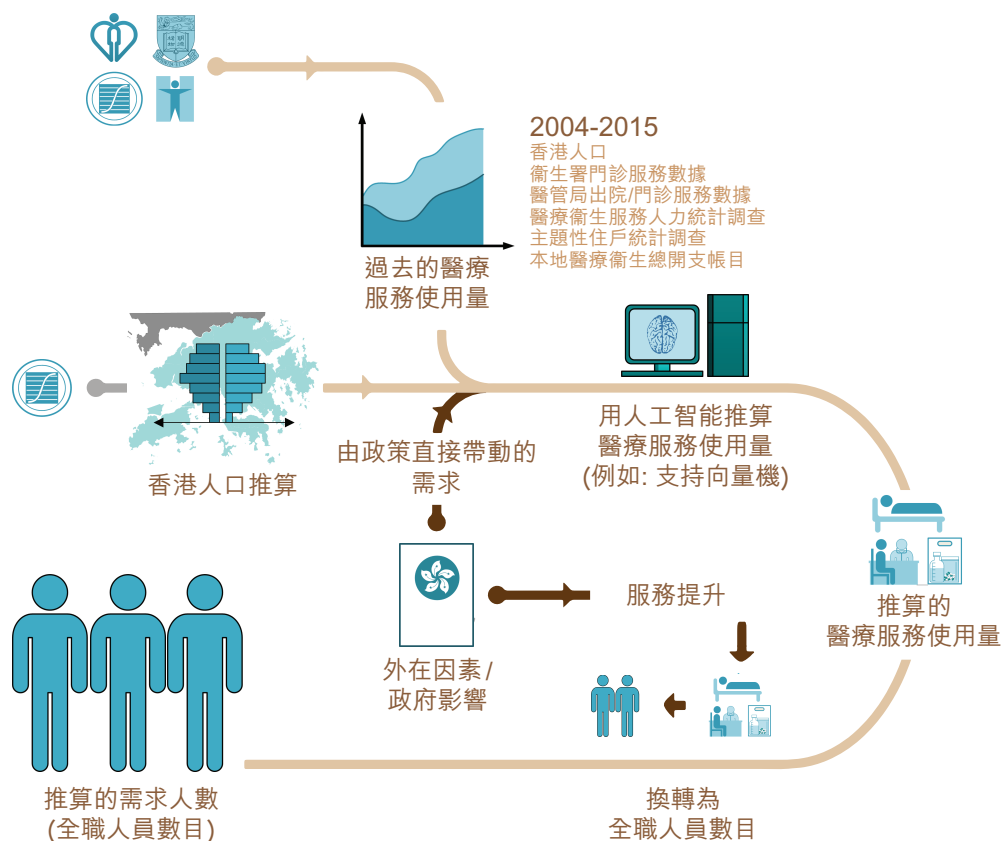 2004-2015
香港人口
衞生署門診服務數據
醫管局出院/門診服務數據
醫療衞生服務人力統計調查
主題性住戶統計調查
本地醫療衞生總開支帳目
過去的醫療
服務使用量
香港人口推算
由政策直接帶動的
需求
用人工智能推算
醫療服務使用量
(例如: 支持向量機)
外在因素/
政府影響
服務提升
推算的
醫療服務使用量
換轉為
全職人員數目
推算的需求人數
(全職人員數目)